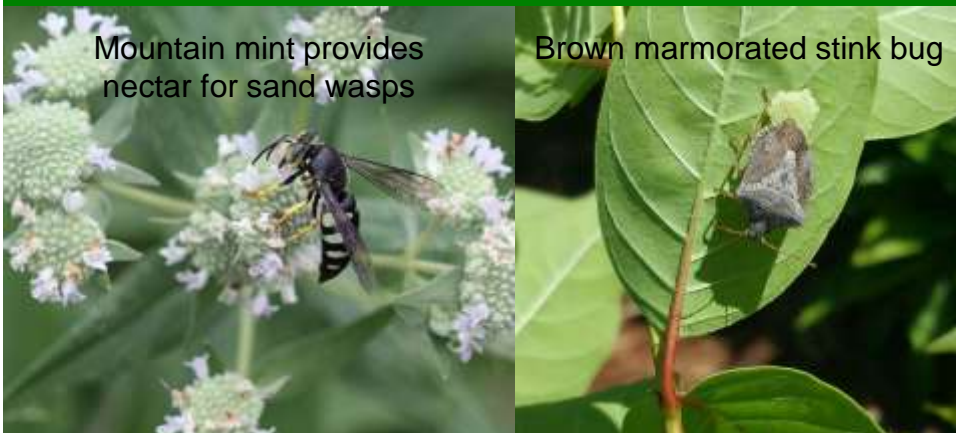 Mountain mint provides
nectar for sand wasps
Brown marmorated stink bug